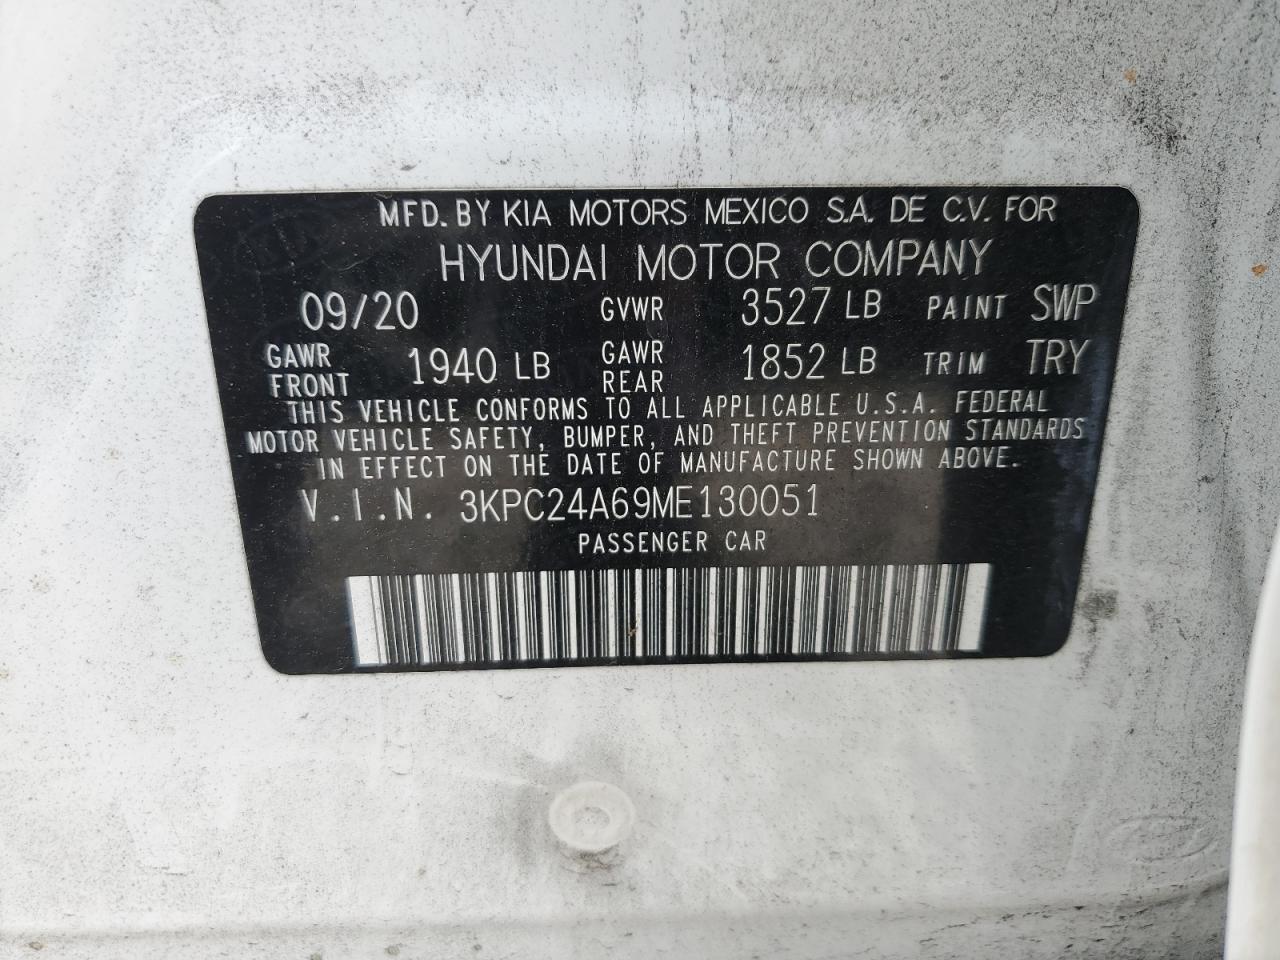 MFD. BY KIA MOTORS MEXICO S.A. DE C.V. FOR
HYUNDAI MOTOR COMPANY
09/20 GVWR 3527 LB PAINT SWP
GAWR FRONT 1940 LB GAWR REAR 1852 LB TRIM TRY
THIS VEHICLE CONFORMS TO ALL APPLICABLE U.S.A. FEDERAL
MOTOR VEHICLE SAFETY, BUMPER, AND THEFT PREVENTION STANDARDS
IN EFFECT ON THE DATE OF MANUFACTURE SHOWN ABOVE.
V.I.N. 3KPC24A69ME130051
PASSENGER CAR